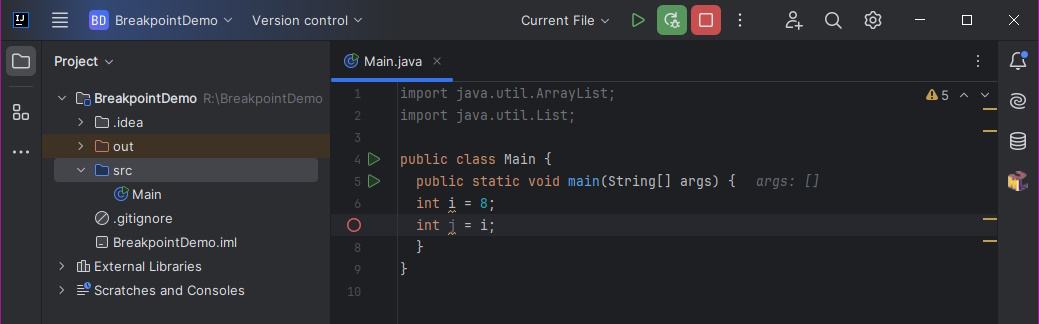 IJ
BD BreakpointDemo Version control Current File
Project
Main.java
BreakpointDemo R:\BreakpointDemo
.idea
out
src
Main
.gitignore
BreakpointDemo.iml
External Libraries
Scratches and Consoles
5
1 import java.util.ArrayList;
2 import java.util.List;
3
4 public class Main {
5 public static void main(String[] args) { args: []
6 int i = 8;
int j = i;
8 }
9 }
10